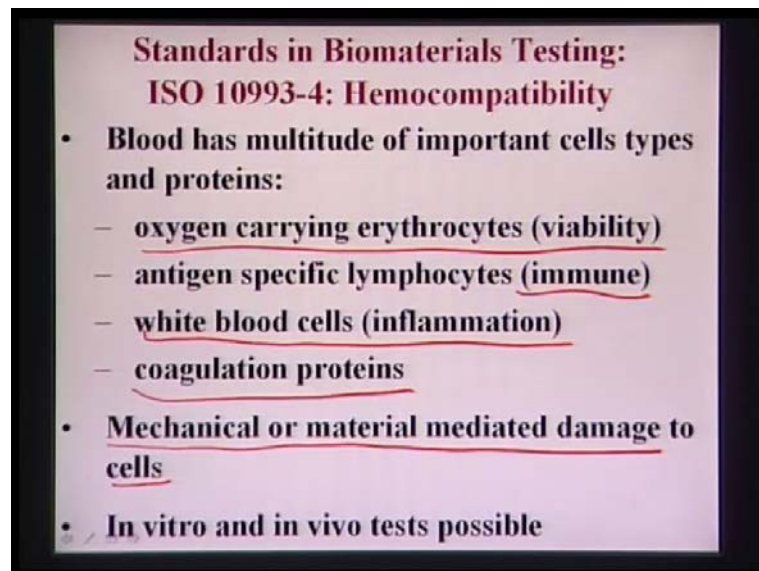 Standards in Biomaterials Testing:
ISO 10993-4: Hemocompatibility
• Blood has multitude of important cells types
and proteins:
– oxygen carrying erythrocytes (viability)
– antigen specific lymphocytes (immune)
– white blood cells (inflammation)
– coagulation proteins
• Mechanical or material mediated damage to
cells
• In vitro and in vivo tests possible